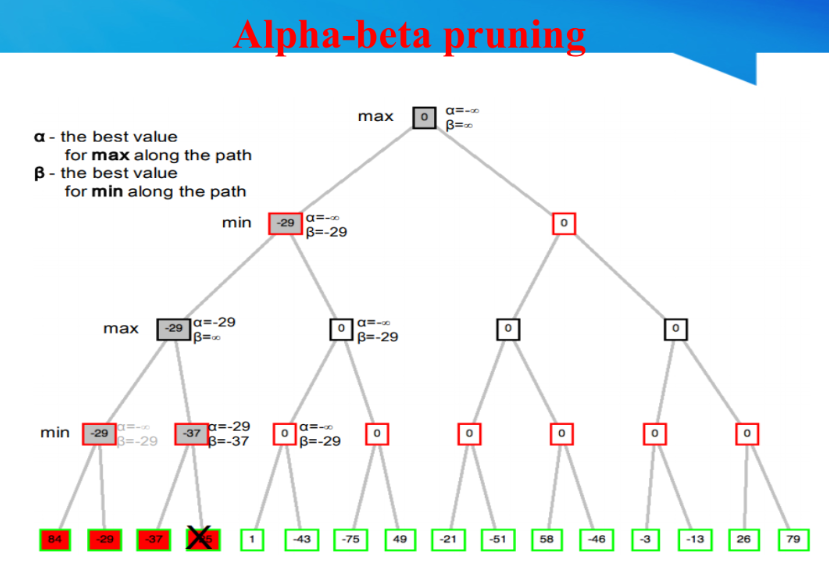 Alpha-beta pruning
max 0 α=-∞
β=∞
α - the best value
for max along the path
β - the best value
for min along the path
min -29 α=-∞ 0
β=-29
max -29 α=-29 0 α=-∞ 0 0
β=∞ β=-29
min -29 α=-∞ -37 α=-29 0 α=-∞ 0 0 0 0 0
β=-29 β=-37 β=-29
84 -29 -37 1 -43 -75 49 -21 -51 58 -46 -3 -13 26 79